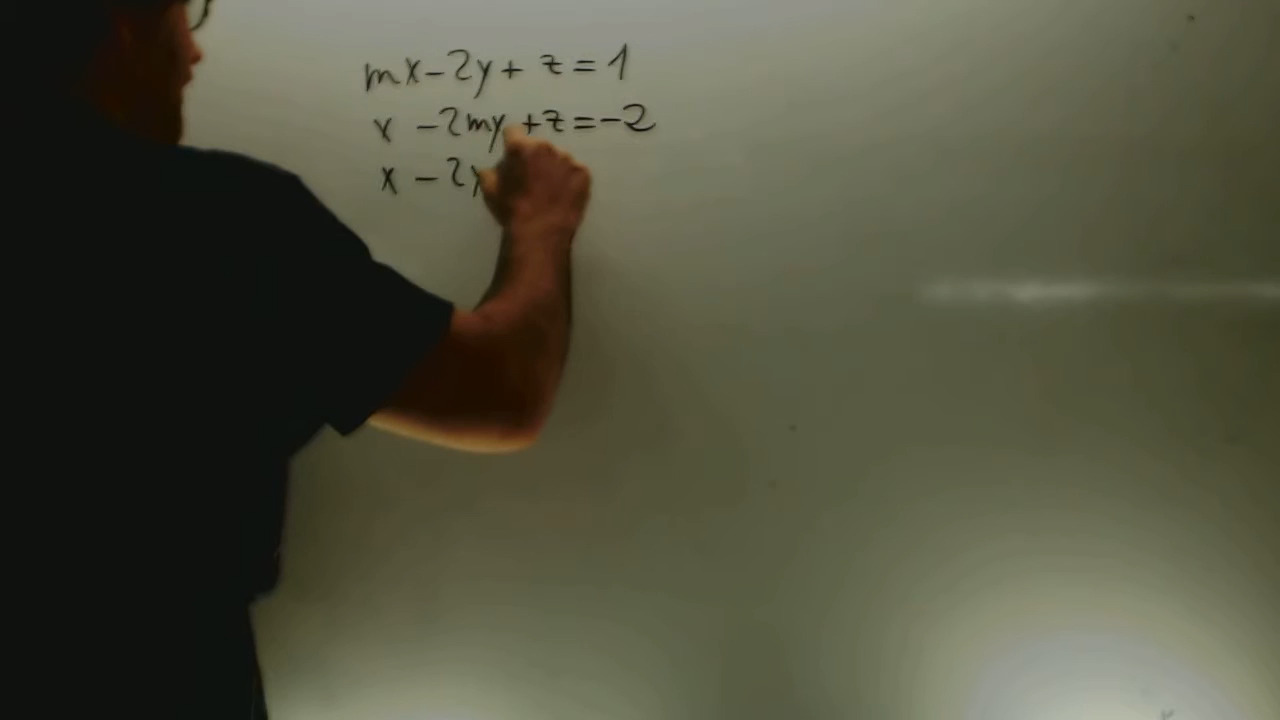 mx - 2y + z = 1
x - 2my + z = -2
x - 2y